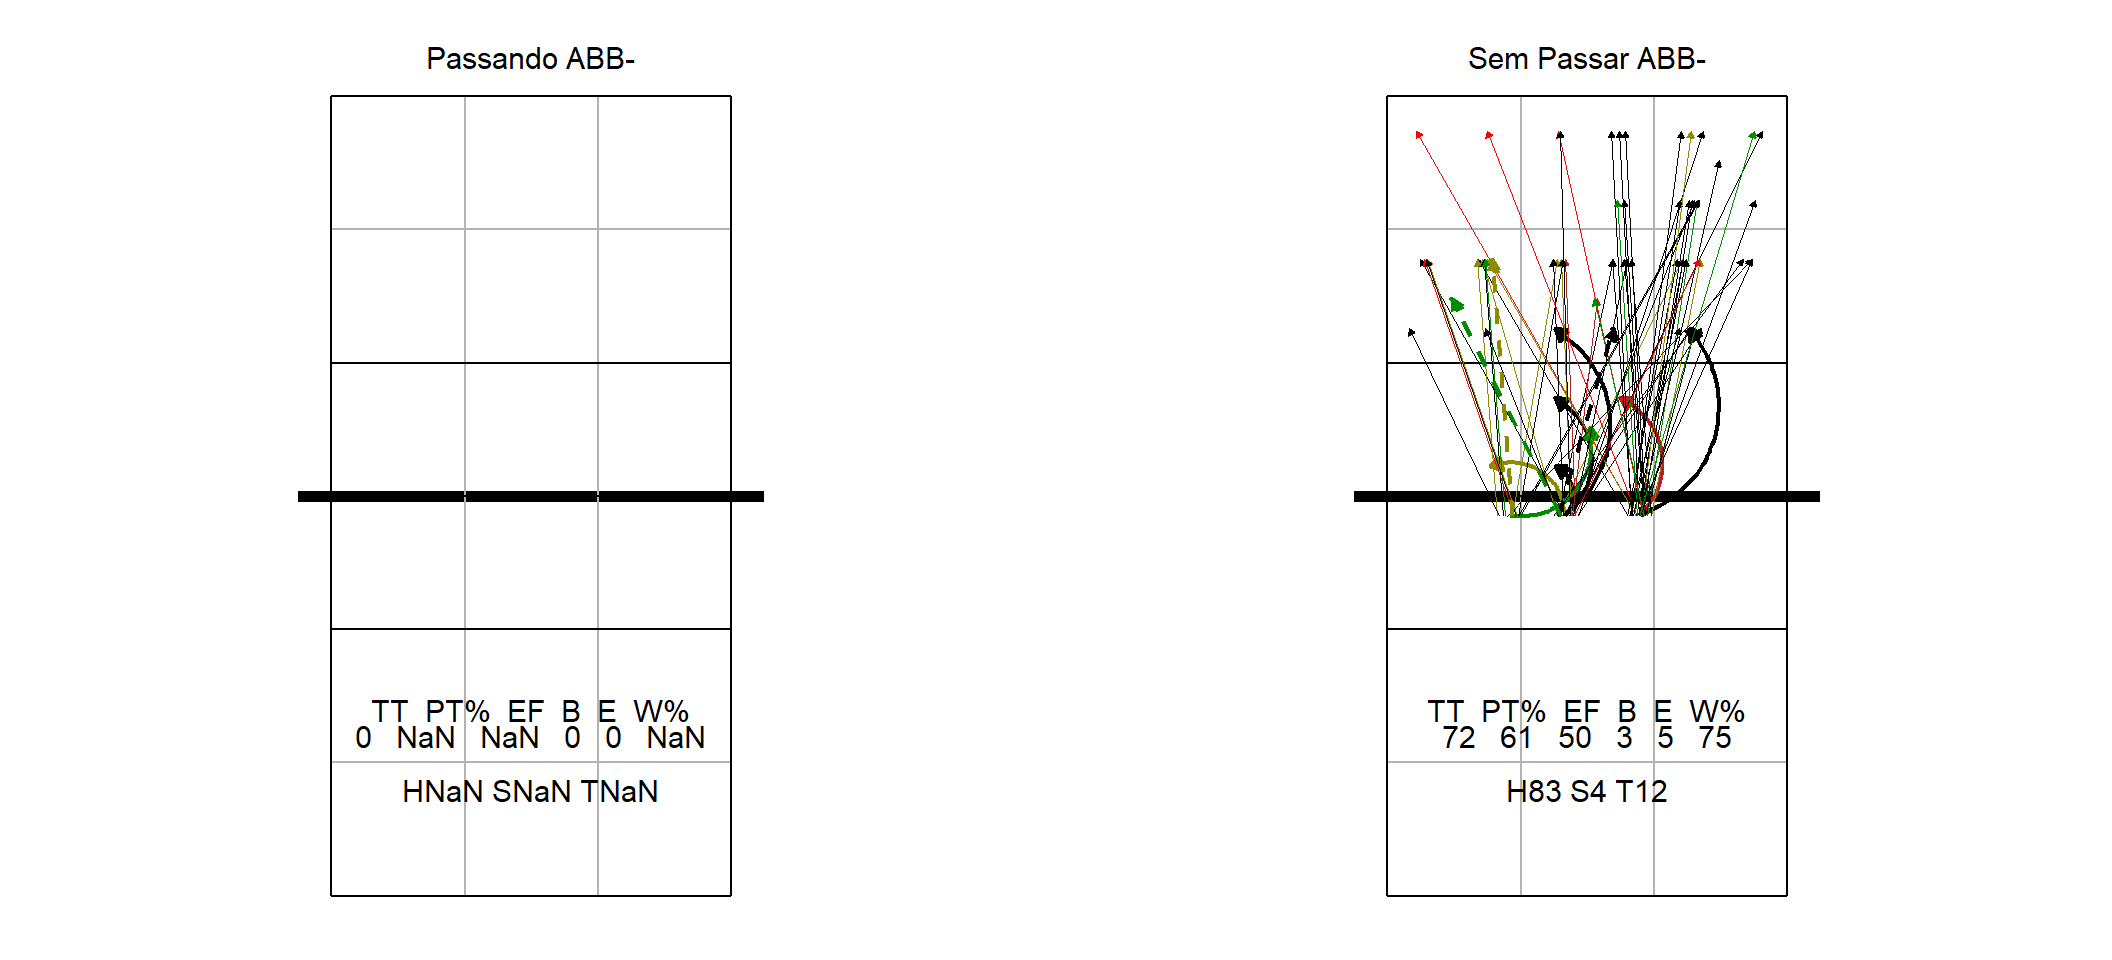 Passando ABB-
TT PT% EF B E W%
0 NaN NaN 0 0 NaN
HNaN SNaN TNaN
Sem Passar ABB-
TT PT% EF B E W%
72 61 50 3 5 75
H83 S4 T12